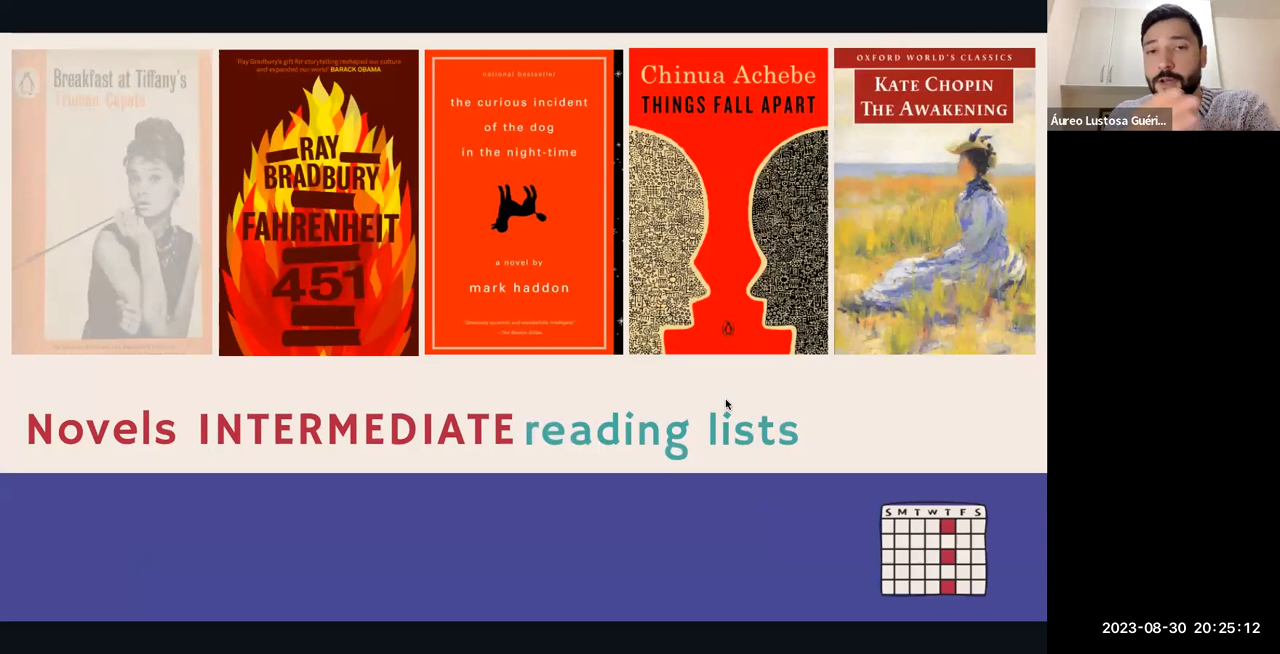 Breakfast at Tiffany's
Truman Capote
'Ray Bradbury's gift for storytelling reshaped our culture
and expanded our world' BARACK OBAMA
RAY
BRADBURY
FAHRENHEIT
451
national bestseller
the curious incident
of the dog
in the night-time
a novel by
mark haddon
Chinua Achebe
THINGS FALL APART
OXFORD WORLD'S CLASSICS
KATE CHOPIN
THE AWAKENING
Áureo Lustosa Guéri...
Novels INTERMEDIATE reading lists
S M T W T F S
2023-08-30 20:25:12